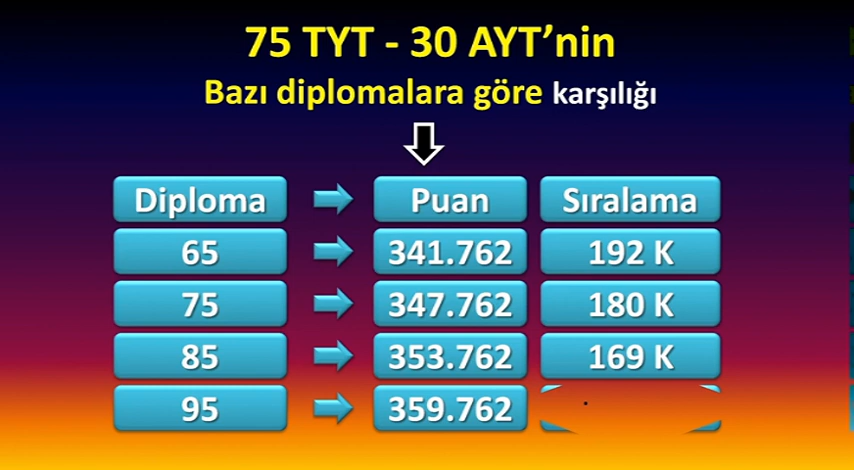 75 TYT - 30 AYT’nin
Bazı diplomalara göre karşılığı
Diploma Puan Sıralama
65 341.762 192 K
75 347.762 180 K
85 353.762 169 K
95 359.762